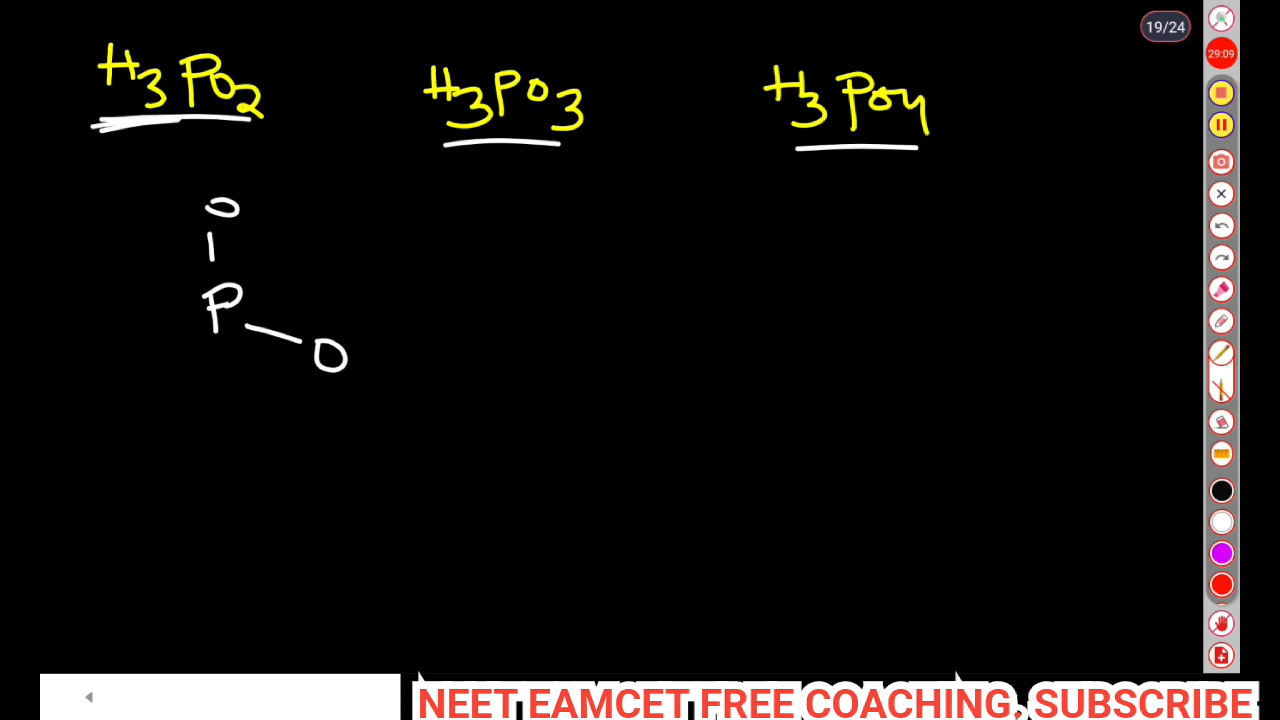 H3PO2 H3PO3 H3PO4
19/24
29:09
O
P
O
NEET EAMCET FREE COACHING, SUBSCRIBE